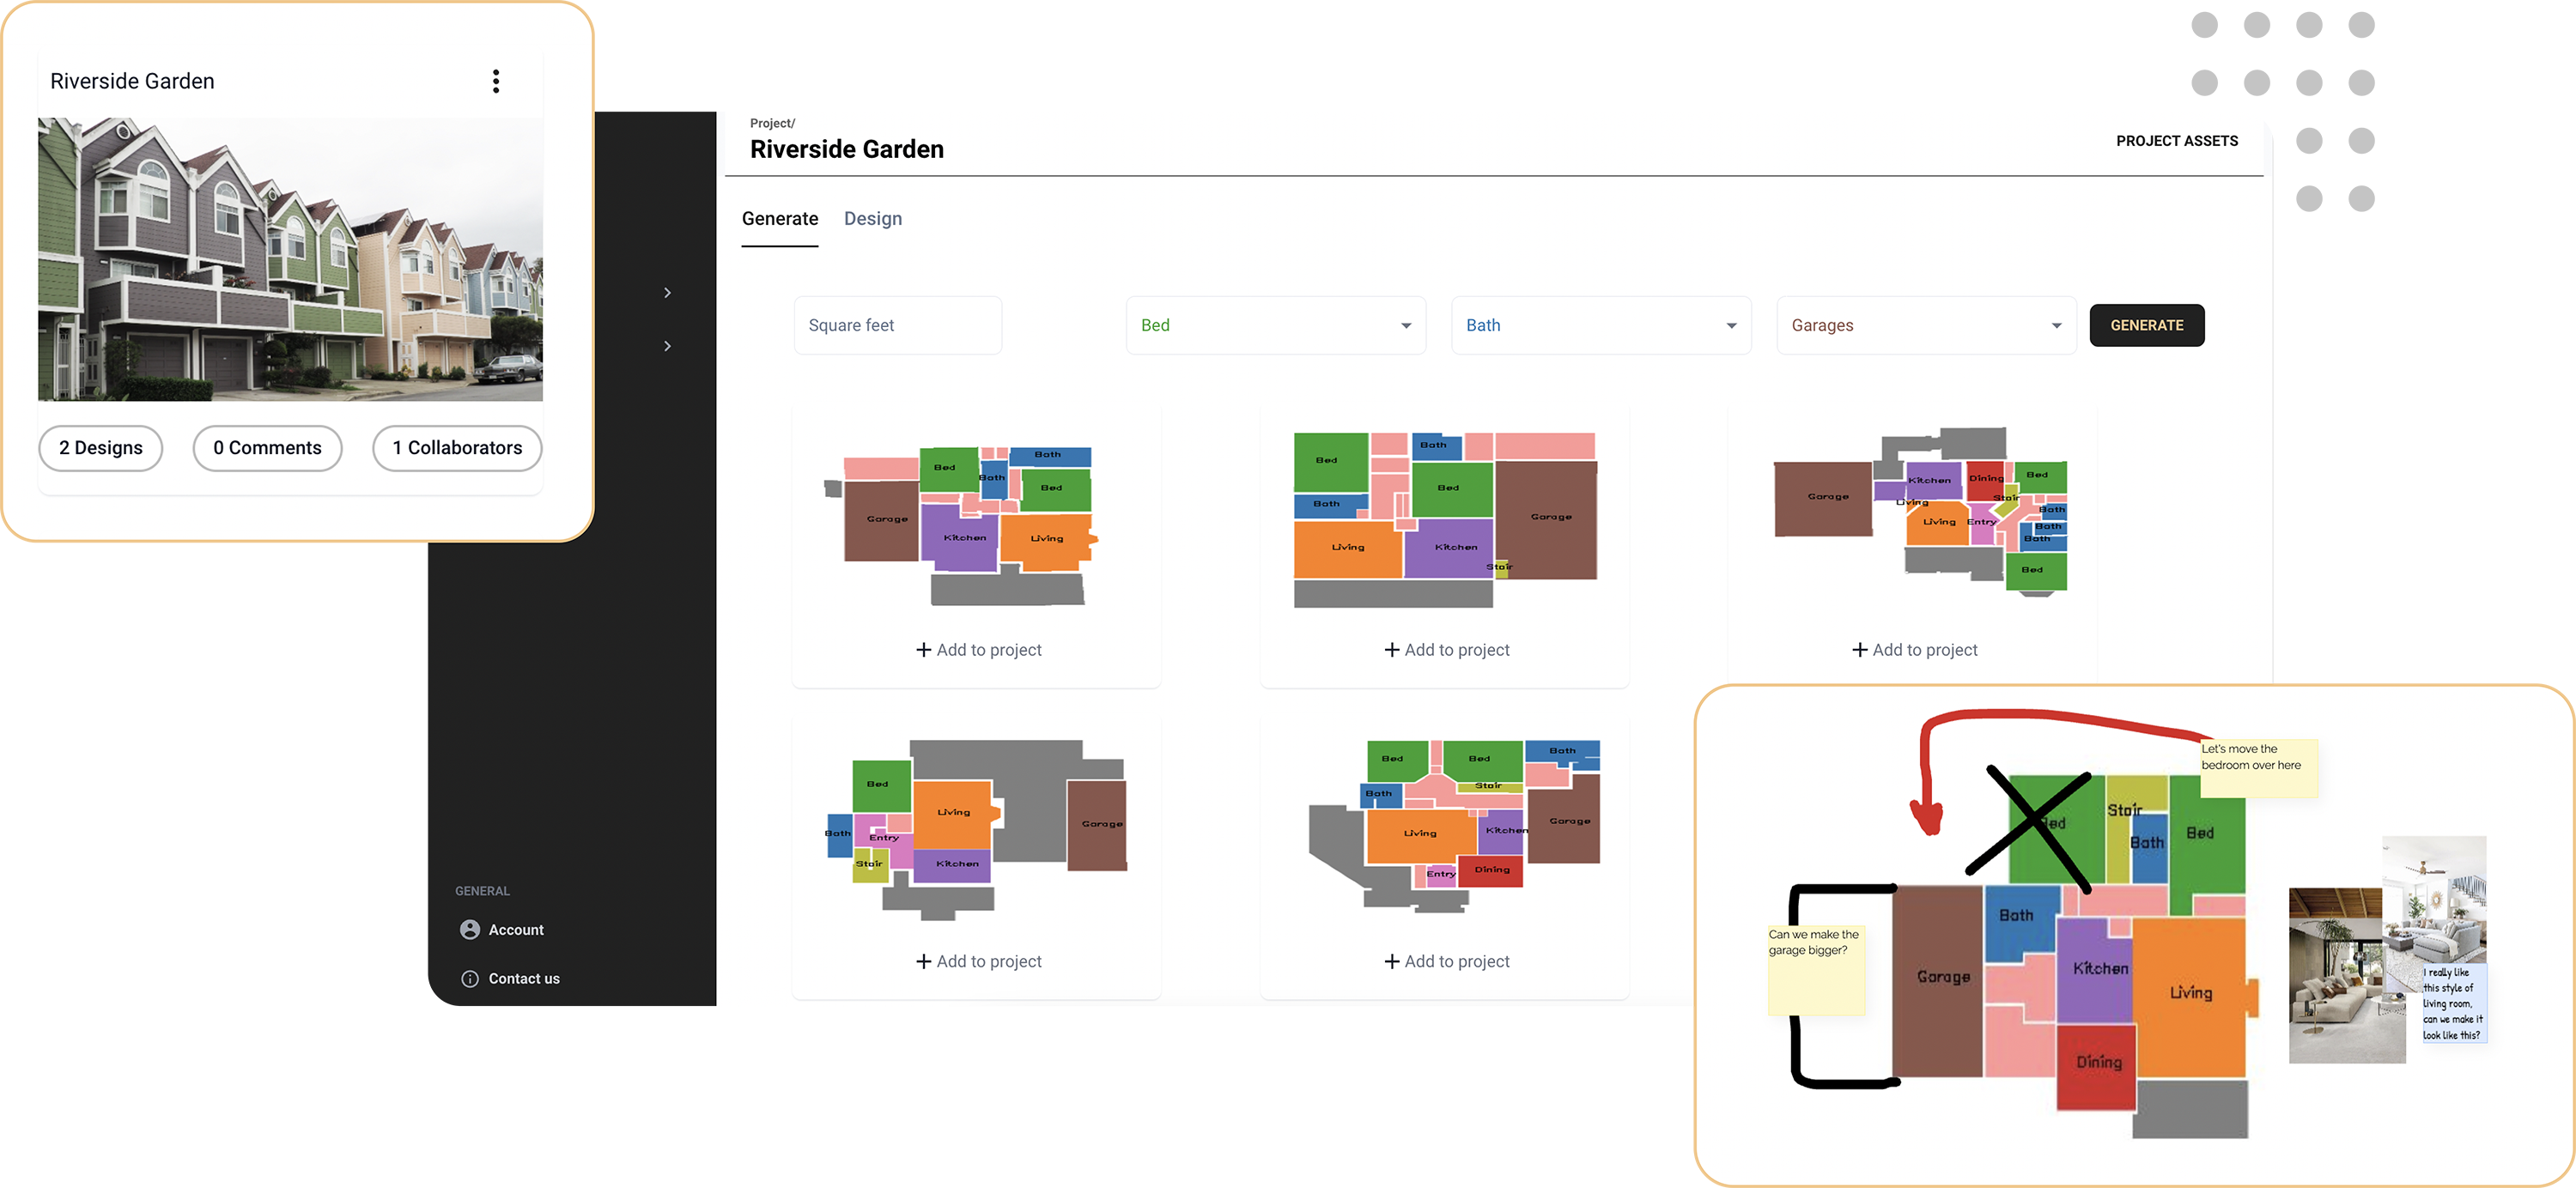 Riverside Garden
2 Designs
0 Comments
1 Collaborators
Project/
Riverside Garden
PROJECT ASSETS
Generate
Design
Square feet
Bed
Bath
Garages
GENERATE
Bed
Bath
Bath
Bed
Garage
Kitchen
Living
+ Add to project
Bed
Bath
Bed
Bath
Garage
Living
Kitchen
Stair
+ Add to project
Garage
Kitchen
Dining
Bed
Living
Stair
Living
Entry
Bath
Bath
Bath
Bed
+ Add to project
Bed
Living
Bath
Entry
Garage
Stair
Kitchen
+ Add to project
Bed
Bed
Bath
Stair
Bath
Living
Kitchen
Garage
Entry
Dining
+ Add to project
GENERAL
Account
Contact us
Let's move the
bedroom over here
Bed
Stair
Bath
Bed
Can we make the
garage bigger?
Bath
Garage
Kitchen
Living
Dining
I really like
this style of
living room,
can we make it
look like this?